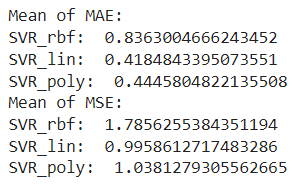 Mean of MAE:
SVR_rbf:  0.8363004666243452
SVR_lin:  0.4184843395073551
SVR_poly:  0.4445804822135508
Mean of MSE:
SVR_rbf:  1.7856255384351194
SVR_lin:  0.9958612717483286
SVR_poly:  1.0381279305562665